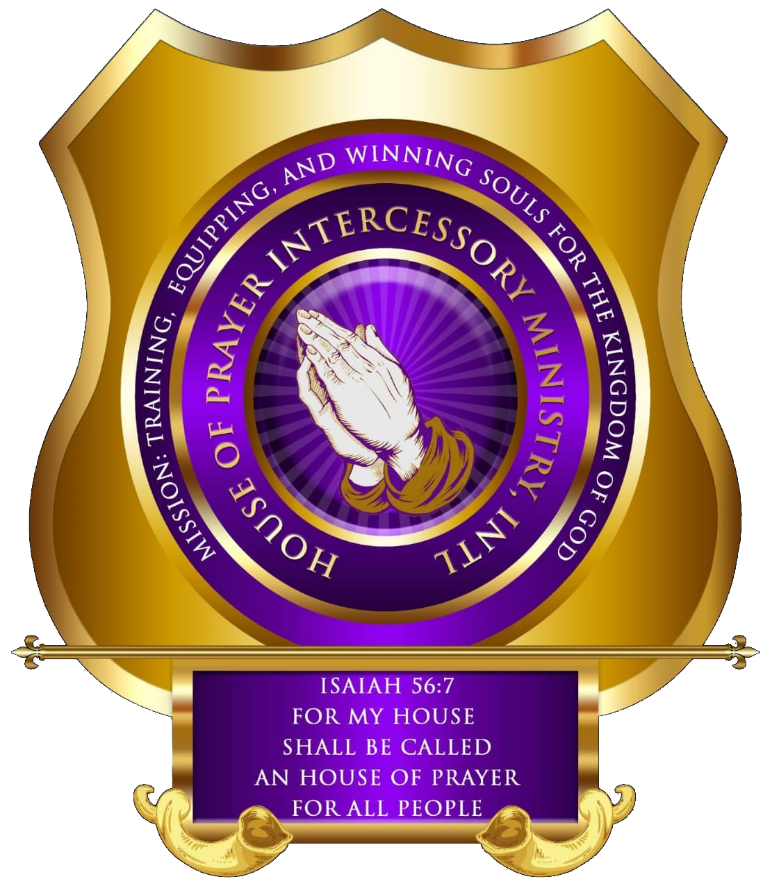 MISSION: TRAINING, EQUIPPING, AND WINNING SOULS FOR THE KINGDOM OF GOD
HOUSE OF PRAYER INTERCESSORY MINISTRY, INTL
ISAIAH 56:7
FOR MY HOUSE
SHALL BE CALLED
AN HOUSE OF PRAYER
FOR ALL PEOPLE